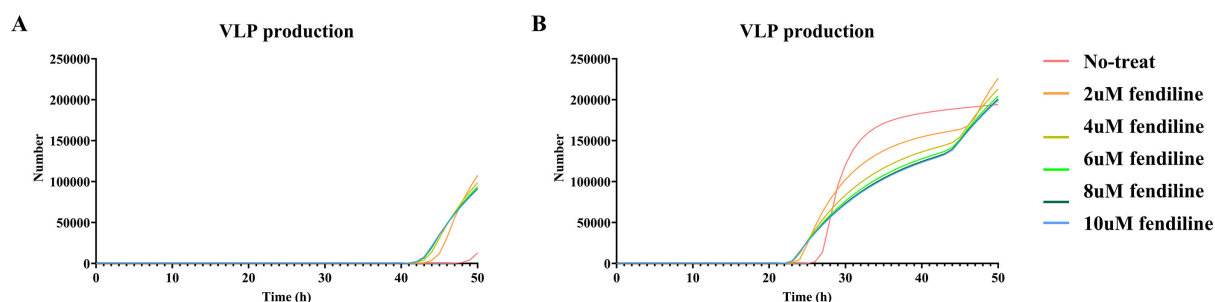 A
VLP production
250000
200000
150000
100000
50000
0
Number
0 10 20 30 40 50
Time (h)
B
VLP production
250000
200000
150000
100000
50000
0
Number
0 10 20 30 40 50
Time (h)
No-treat
2uM fendiline
4uM fendiline
6uM fendiline
8uM fendiline
10uM fendiline